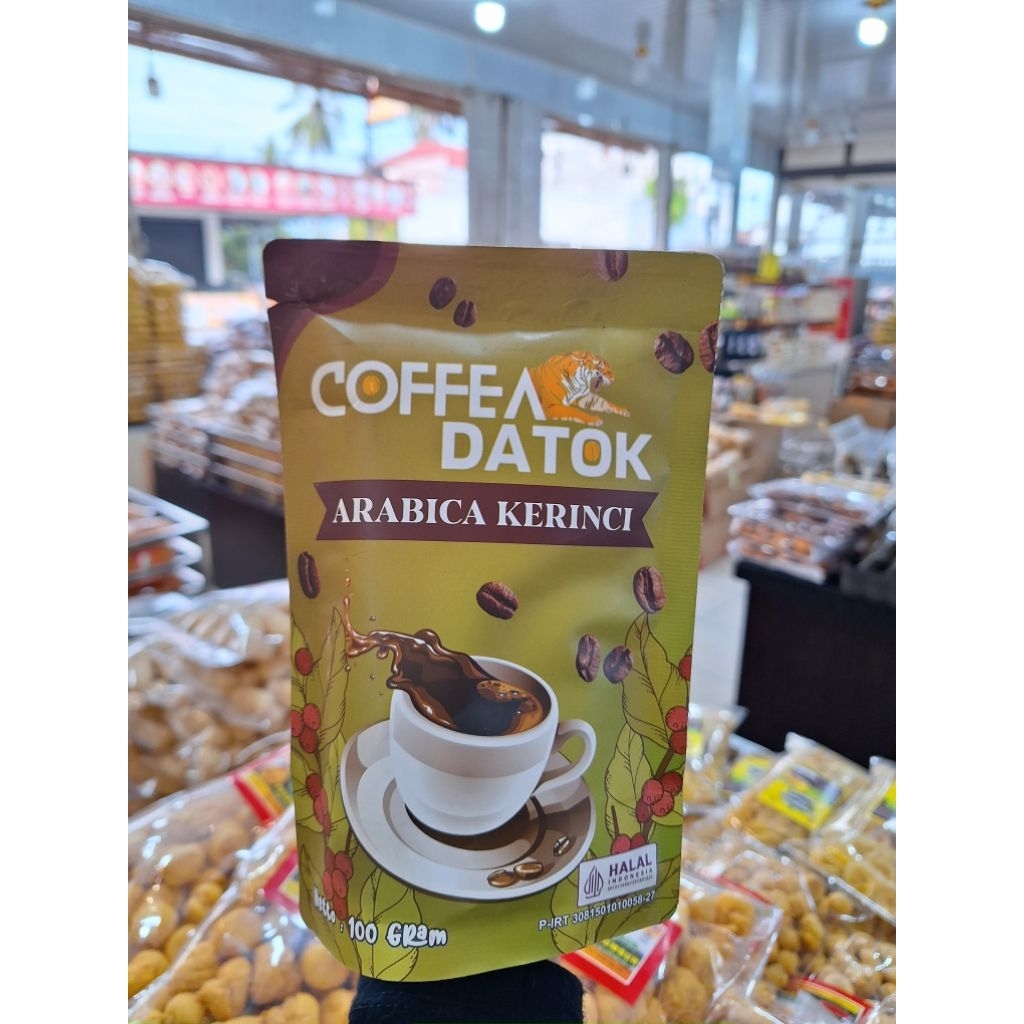 COFFEA
DATOK
ARABICA KERINCI
HALAL
INDONESIA
P-IRT 3081501010058-27
Netto : 100 GRam